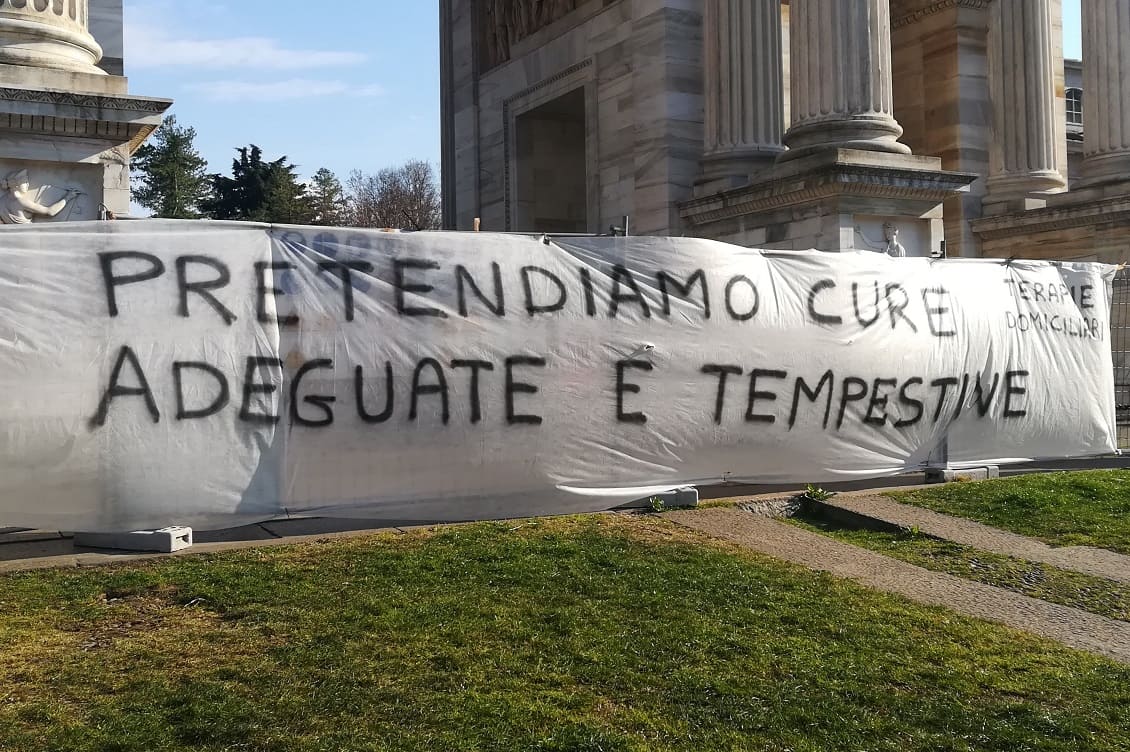 PRETENDIAMO CURE
ADEGUATE E TEMPESTIVE
TERAPIE
DOMICILIARI